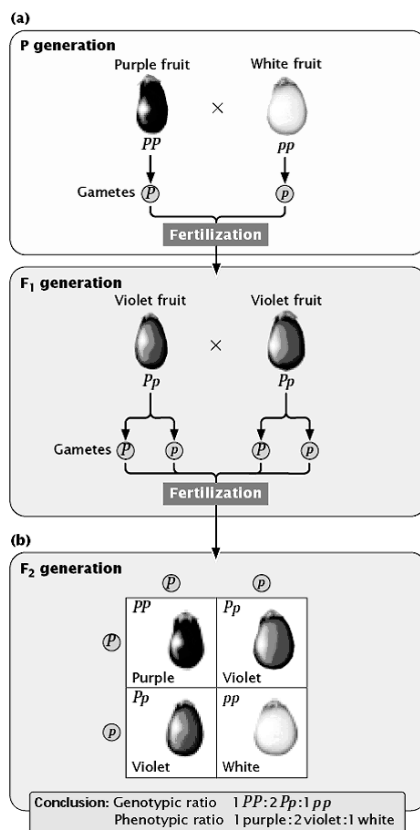 (a)
P generation
Purple fruit White fruit
×
PP pp
Gametes P p
Fertilization
F1 generation
Violet fruit Violet fruit
×
Pp Pp
Gametes P p P p
Fertilization
(b)
F2 generation
P p
PP Pp
P
Purple Violet
Pp pp
p
Violet White
Conclusion: Genotypic ratio 1 PP:2 Pp:1 pp
Phenotypic ratio 1 purple:2 violet:1 white